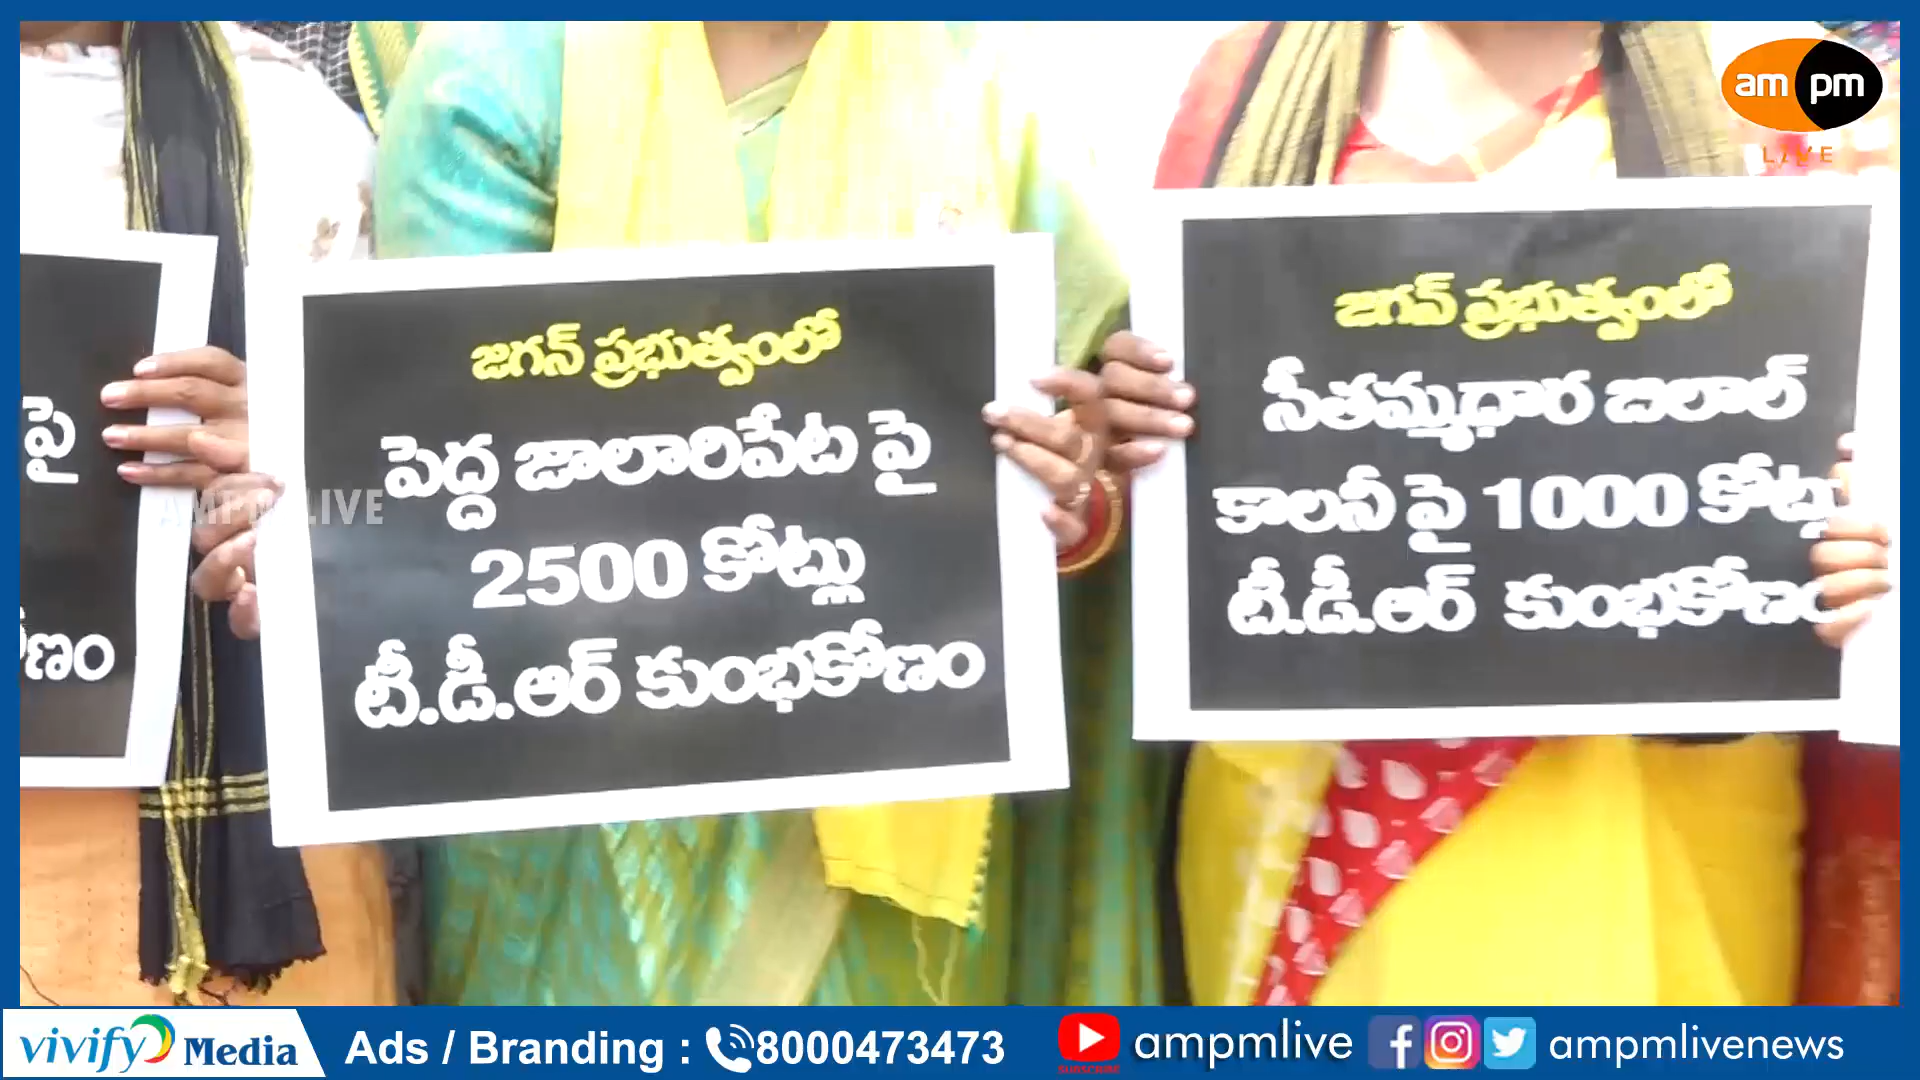 am pm
LIVE
పై
ణం
జగన్ ప్రభుత్వంలో
పెద్ద జాలారిపేట పై
2500 కోట్లు
టీ.డీ.ఆర్ కుంభకోణం
జగన్ ప్రభుత్వంలో
సీతమ్మధార బిలాల్
కాలనీ పై 1000 కోట్లు
టీ.డీ.ఆర్ కుంభకోణం
AMPM LIVE
vivify Media
Ads / Branding : 8000473473
SUBSCRIBE
ampmlive
ampmlivenews